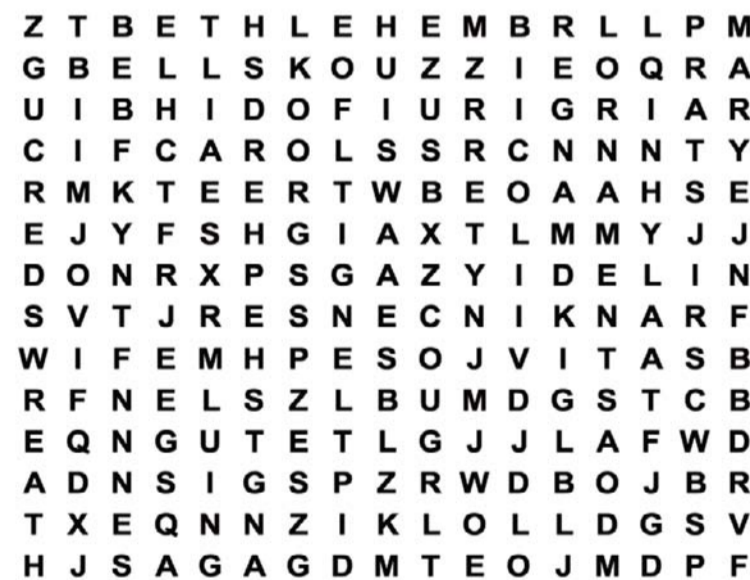 Z T B E T H L E H E M B R L L P M
G B E L L S K O U Z Z I E O Q R A
U I B H I D O F I U R I G R I A R
C I F C A R O L S S R C N N N T Y
R M K T E E R T W B E O A A H S E
E J Y F S H G I A X T L M M Y J J
D O N R X P S G A Z Y I D E L I N
S V T J R E S N E C N I K N A R F
W I F E M H P E S O J V I T A S B
R F N E L S Z L B U M D G S T C B
E Q N G U T E T L G J J L A F W D
A D N S I G S P Z R W D B O J B R
T X E Q N N Z I K L O L L D G S V
H J S A G A G D M T E O J M D P F